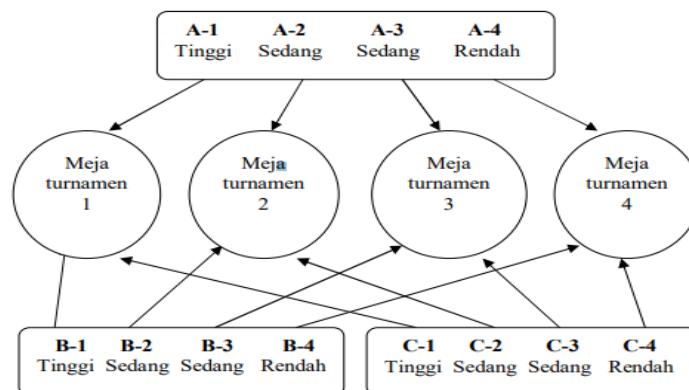 A-1 A-2 A-3 A-4
Tinggi Sedang Sedang Rendah
Meja turnamen 1
Meja turnamen 2
Meja turnamen 3
Meja turnamen 4
B-1 B-2 B-3 B-4
Tinggi Sedang Sedang Rendah
C-1 C-2 C-3 C-4
Tinggi Sedang Sedang Rendah